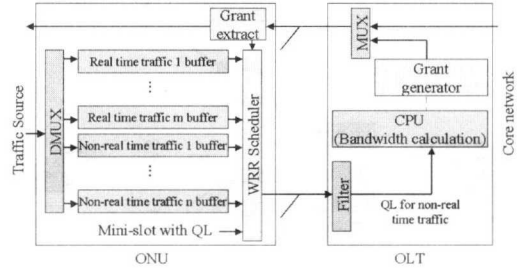 Grant
extract
Real time traffic 1 buffer
Real time traffic m buffer
Non-real time traffic 1 buffer
Non-real time traffic n buffer
Mini-slot with QL
Traffic Source
DMUX
WRR Scheduler
ONU
MUX
Grant
generator
CPU
(Bandwidth calculation)
Filter
QL for non-real
time traffic
Core network
OLT